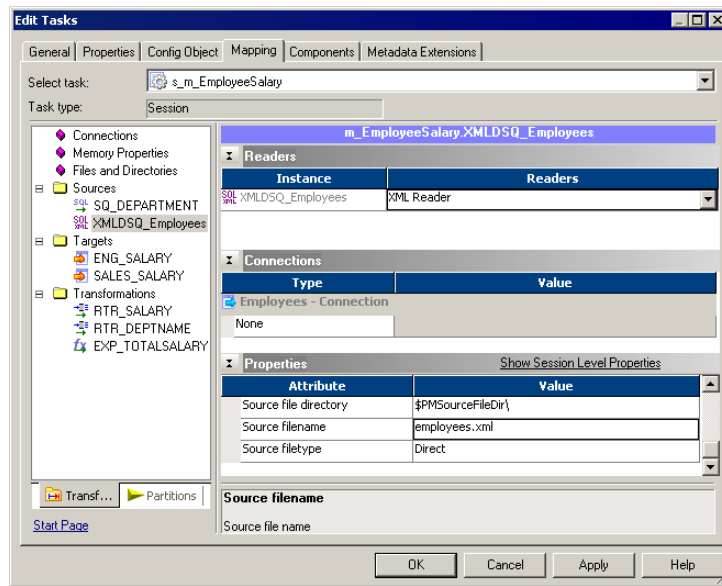 Edit Tasks
General Properties Config Object Mapping Components Metadata Extensions
Select task: s_m_EmployeeSalary
Task type: Session
Connections
Memory Properties
Files and Directories
Sources
SQ_DEPARTMENT
XMLDSQ_Employees
Targets
ENG_SALARY
SALES_SALARY
Transformations
RTR_SALARY
RTR_DEPTNAME
EXP_TOTALSALARY
Transf... Partitions
Start Page
m_EmployeeSalary.XMLDSQ_Employees
Readers
Instance Readers
XMLDSQ_Employees XML Reader
Connections
Type Value
Employees - Connection
None
Properties Show Session Level Properties
Attribute Value
Source file directory $PMSourceFileDir\
Source filename employees.xml
Source filetype Direct
Source filename
Source file name
OK Cancel Apply Help